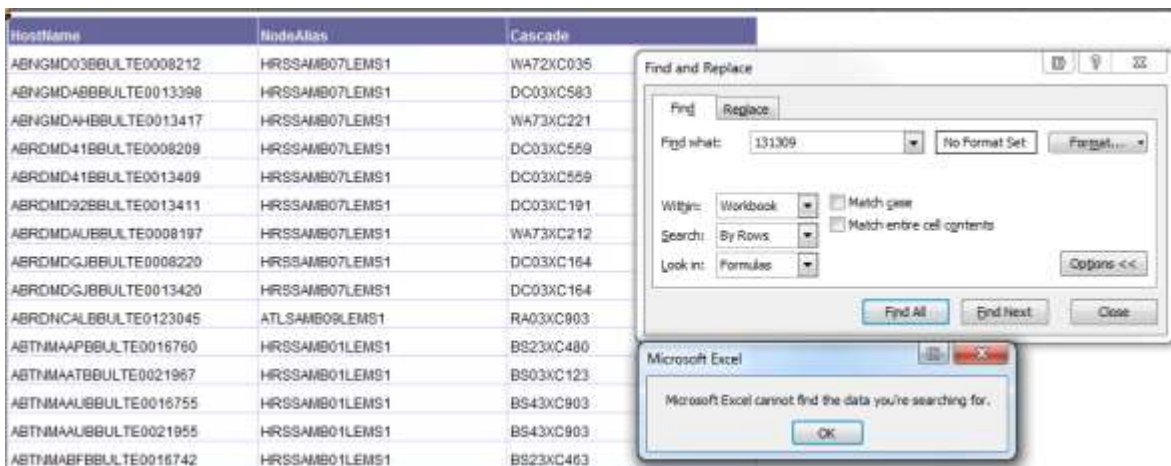 HostName NodeAlias Cascade
ABNGMD03BBULTE0008212 HRSSAMB07LEMS1 WA72XC035
ABNGMDABBBULTE0013398 HRSSAMB07LEMS1 DC03XC583
ABNGMDAHBBULTE0013417 HRSSAMB07LEMS1 WA73XC221
ABRDMD41BBULTE0008209 HRSSAMB07LEMS1 DC03XC559
ABRDMD41BBULTE0013409 HRSSAMB07LEMS1 DC03XC559
ABRDMD92BBULTE0013411 HRSSAMB07LEMS1 DC03XC191
ABRDMDAUBBULTE0008197 HRSSAMB07LEMS1 WA73XC212
ABRDMDGJBBULTE0008220 HRSSAMB07LEMS1 DC03XC164
ABRDMDGJBBULTE0013420 HRSSAMB07LEMS1 DC03XC164
ABRDNCALBBULTE0123045 ATLSAMB09LEMS1 RA03XC903
ABTNMAAPBBULTE0016760 HRSSAMB01LEMS1 BS23XC480
ABTNMAATBBULTE0021967 HRSSAMB01LEMS1 BS03XC123
ABTNMAAUBBULTE0016755 HRSSAMB01LEMS1 BS43XC903
ABTNMAAUBBULTE0021955 HRSSAMB01LEMS1 BS43XC903
ABTNMABFBBULTE0016742 HRSSAMB01LEMS1 BS23XC463
Find and Replace
Find Replace
Find what: 131309 No Format Set Format...
Within: Workbook Match case
Search: By Rows Match entire cell contents
Look in: Formulas Options <<
Find All Find Next Close
Microsoft Excel
Microsoft Excel cannot find the data you're searching for.
OK